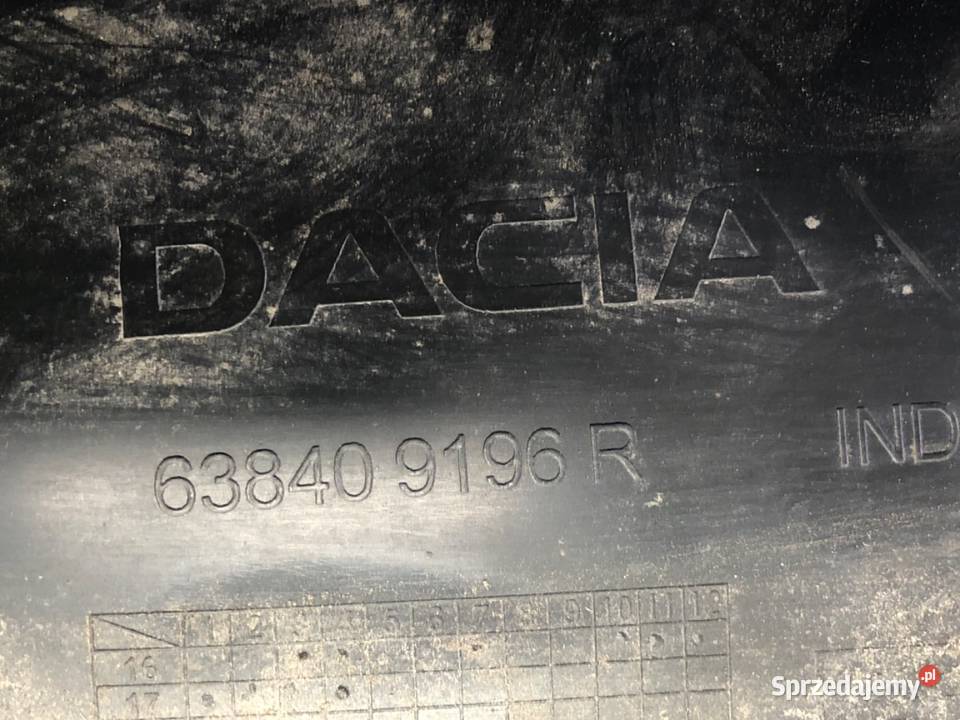 DACIA
63840 9196 R
IND
1 2 3 4 5 6 7 8 9 10 11 12
16
17
Sprzedajemy.pl